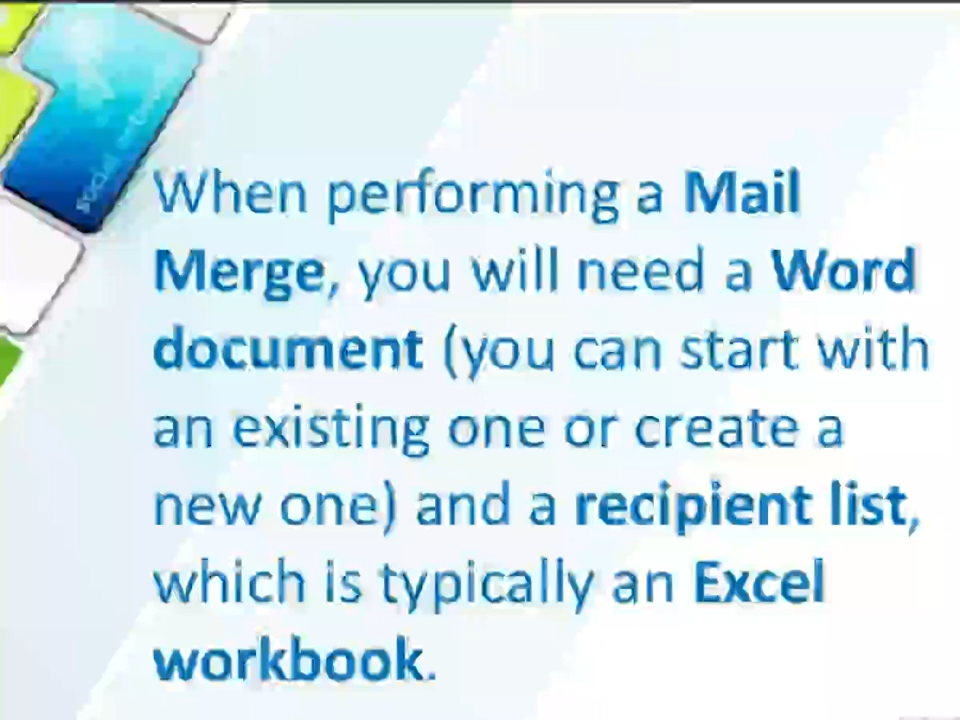 social
When performing a Mail
Merge, you will need a Word
document (you can start with
an existing one or create a
new one) and a recipient list,
which is typically an Excel
workbook.